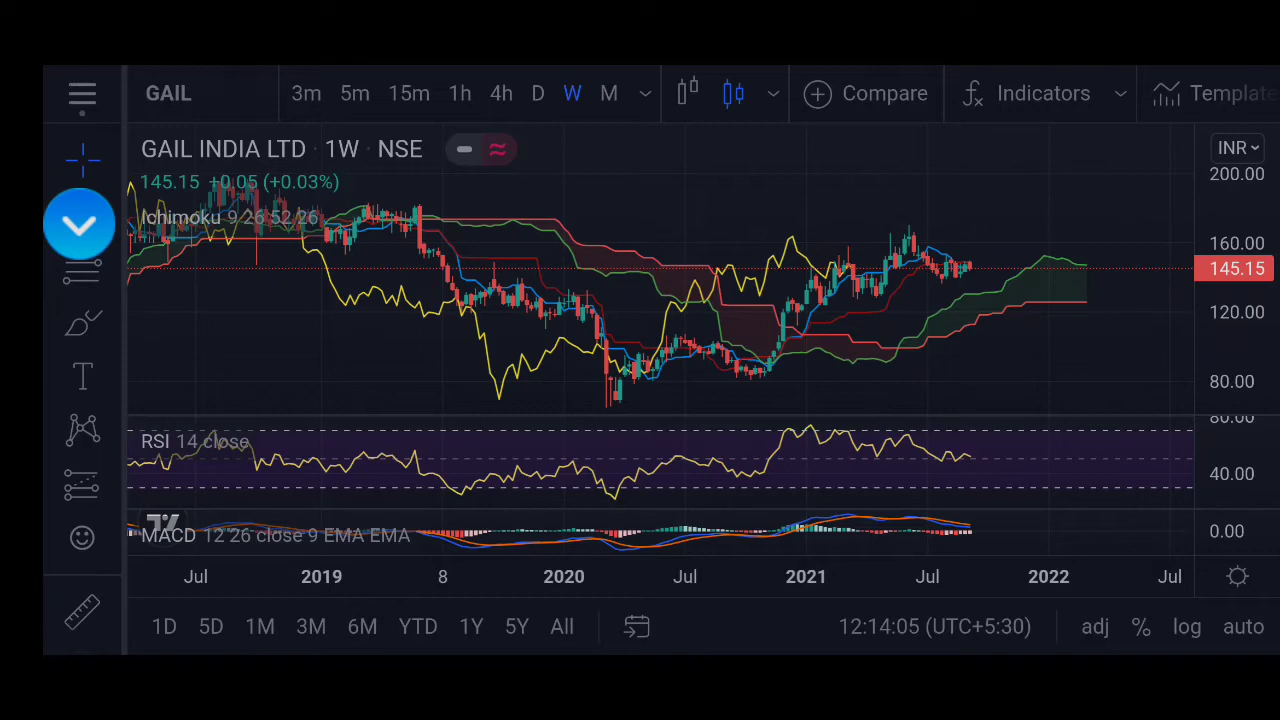 GAIL 3m 5m 15m 1h 4h D W M Compare Indicators Template
GAIL INDIA LTD · 1W · NSE INR
145.15 +0.05 (+0.03%) 200.00
Ichimoku 9 26 52 26
160.00
145.15
120.00
80.00
RSI 14 close 80.00
40.00
MACD 12 26 close 9 EMA EMA 0.00
Jul 2019 8 2020 Jul 2021 Jul 2022 Jul
1D 5D 1M 3M 6M YTD 1Y 5Y All 12:14:05 (UTC+5:30) adj % log auto